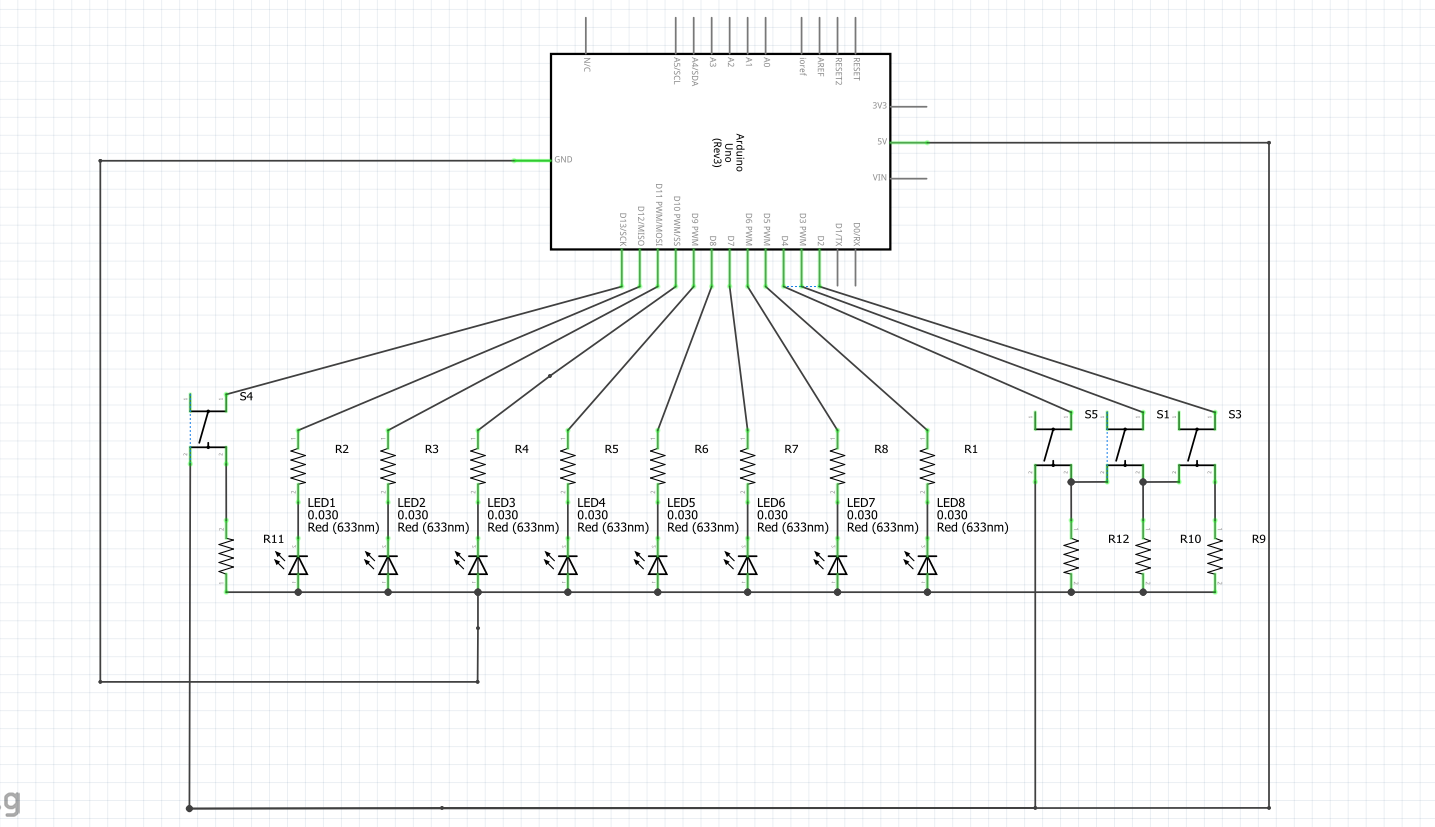 N/C
A5/SCL
A4/SDA
A3
A2
A1
A0
ioref
AREF
RESET2
RESET
3V3
5V
VIN
GND
Arduino
Uno
(Rev3)
D13/SCK
D12/MISO
D11 PWM/MOSI
D10 PWM/SS
D9 PWM
D8
D7
D6 PWM
D5 PWM
D4
D3 PWM
D2
D1/TX
D0/RX
S4
S5
S1
S3
R2
R3
R4
R5
R6
R7
R8
R1
LED1
0.030
Red (633nm)
LED2
0.030
Red (633nm)
LED3
0.030
Red (633nm)
LED4
0.030
Red (633nm)
LED5
0.030
Red (633nm)
LED6
0.030
Red (633nm)
LED7
0.030
Red (633nm)
LED8
0.030
Red (633nm)
R11
R12
R10
R9
g